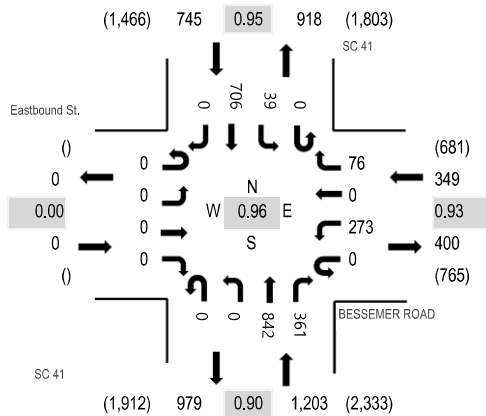 (1,466) 745 0.95 918 (1,803)
SC 41
Eastbound St.
0 706 39 0
() 0 76 (681)
0 0 0 349
0.00 W N 0.96 E S 0.93
0 0 273 400
() 0 0 (765)
0 0 842 361
BESSEMER ROAD
SC 41
(1,912) 979 0.90 1,203 (2,333)